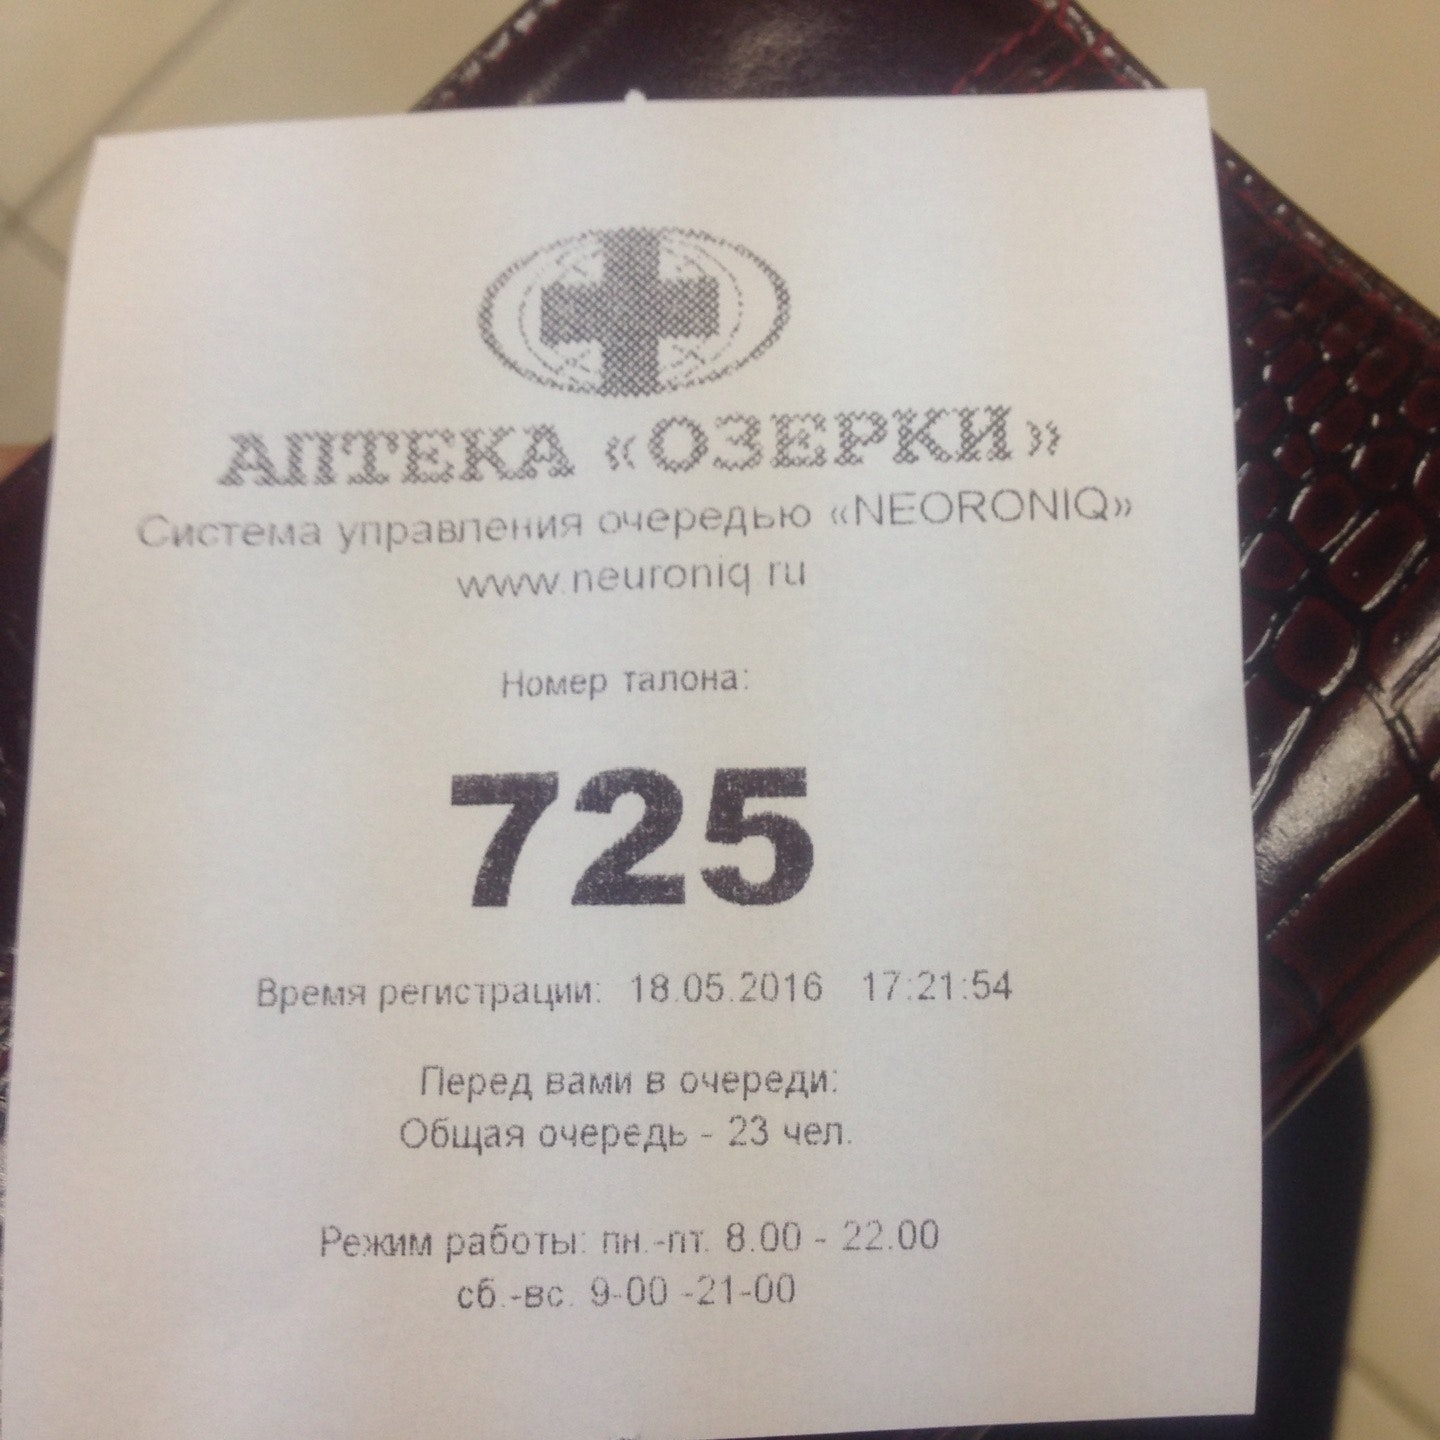 АПТЕКА «ОЗЕРКИ»
Система управления очередью «NEORONIQ»
www.neuroniq.ru
Номер талона:
725
Время регистрации: 18.05.2016 17:21:54
Перед вами в очереди:
Общая очередь - 23 чел.
Режим работы: пн.-пт. 8.00 - 22.00
сб.-вс. 9-00 -21-00